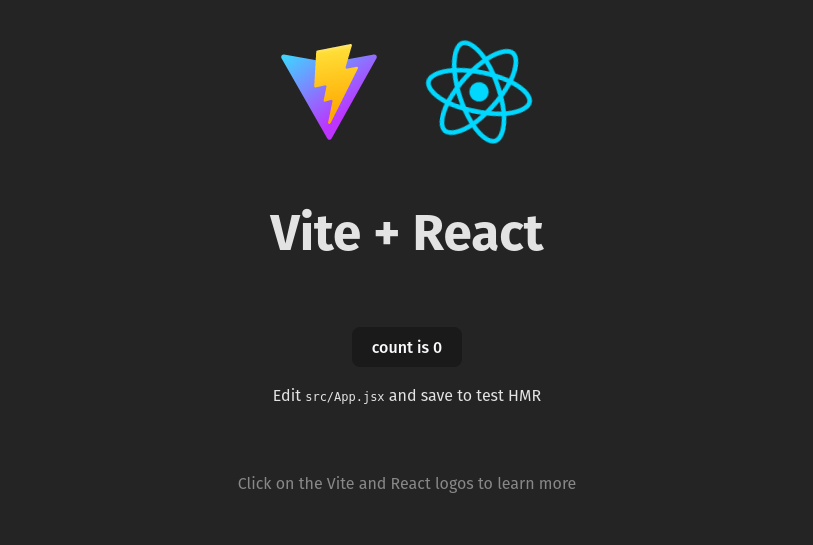 Vite + React
count is 0
Edit src/App.jsx and save to test HMR
Click on the Vite and React logos to learn more